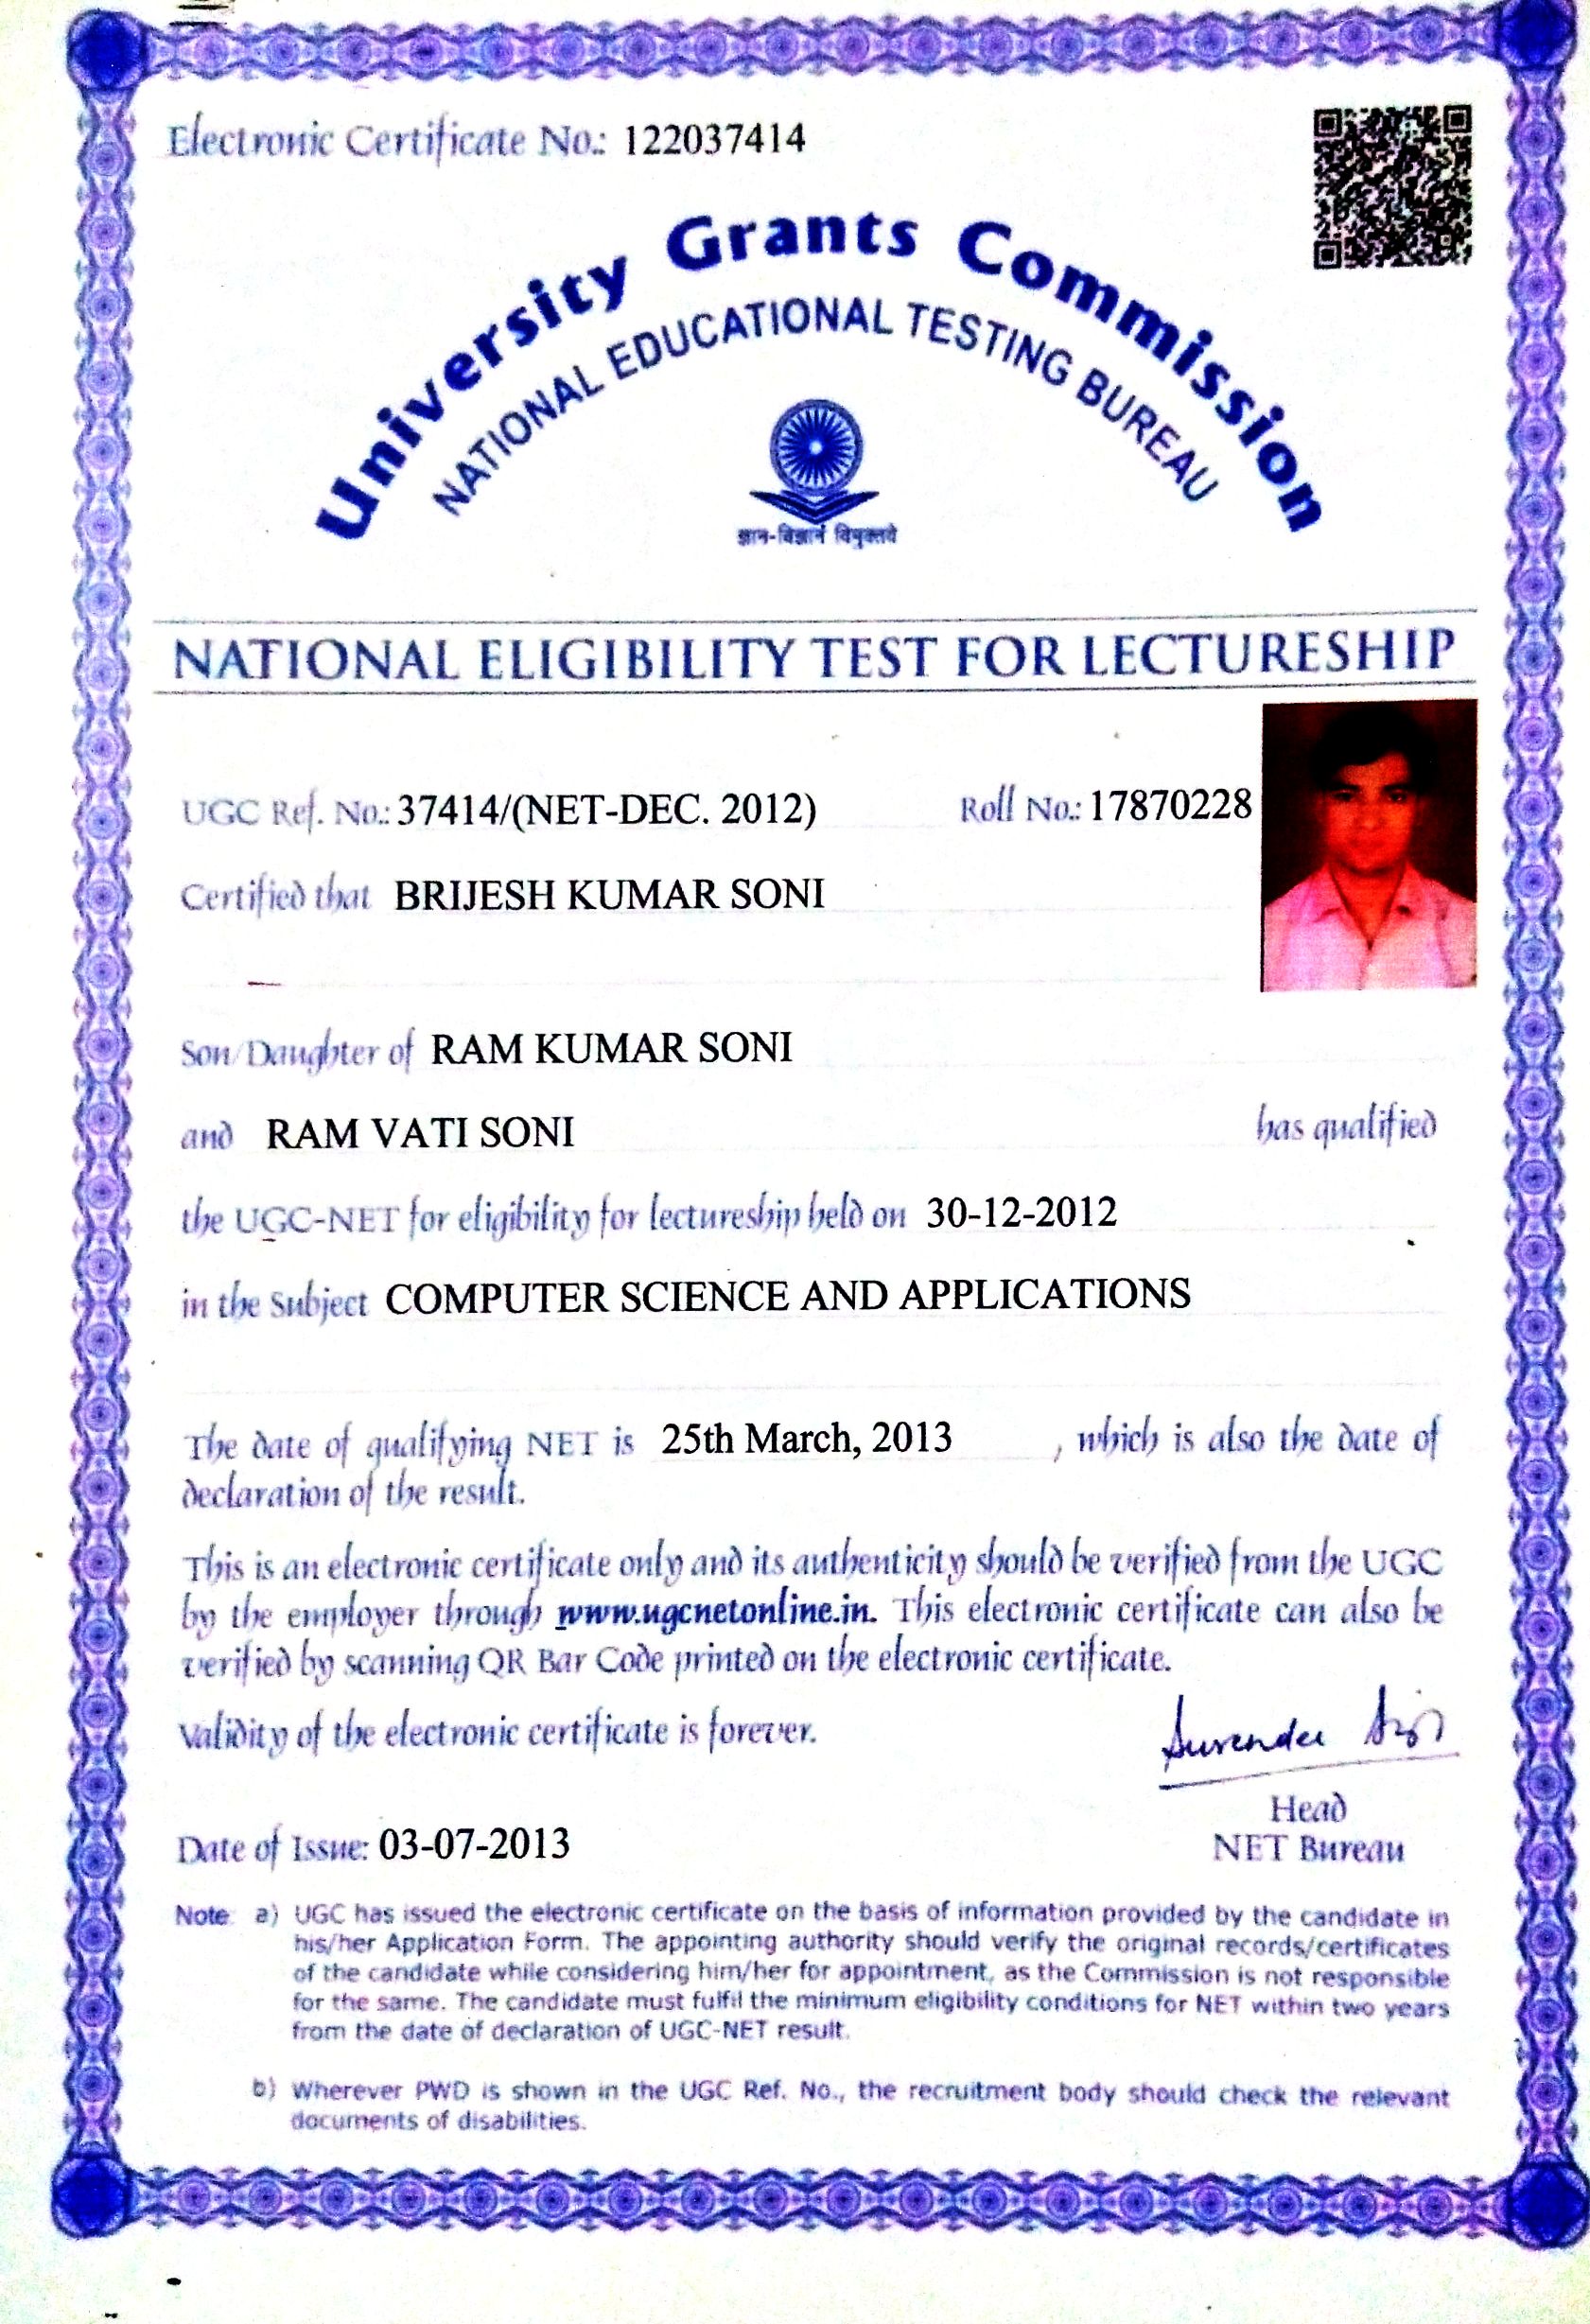 Electronic Certificate No.: 122037414
University Grants Commission
NATIONAL EDUCATIONAL TESTING BUREAU
ज्ञान-विज्ञानं विमुक्तये
NATIONAL ELIGIBILITY TEST FOR LECTURESHIP
UGC Ref. No.: 37414/(NET-DEC. 2012) Roll No.: 17870228
Certified that BRIJESH KUMAR SONI
Son/Daughter of RAM KUMAR SONI
and RAM VATI SONI has qualified
the UGC-NET for eligibility for lectureship held on 30-12-2012
in the Subject COMPUTER SCIENCE AND APPLICATIONS
The date of qualifying NET is 25th March, 2013 , which is also the date of
declaration of the result.
This is an electronic certificate only and its authenticity should be verified from the UGC
by the employer through www.ugcnetonline.in. This electronic certificate can also be
verified by scanning QR Bar Code printed on the electronic certificate.
Validity of the electronic certificate is forever.
Surender
Head
NET Bureau
Date of Issue: 03-07-2013
Note a) UGC has issued the electronic certificate on the basis of information provided by the candidate in
his/her Application Form. The appointing authority should verify the original records/certificates
of the candidate while considering him/her for appointment, as the Commission is not responsible
for the same. The candidate must fulfil the minimum eligibility conditions for NET within two years
from the date of declaration of UGC-NET result.
b) Wherever PWD is shown in the UGC Ref. No., the recruitment body should check the relevant
documents of disabilities.